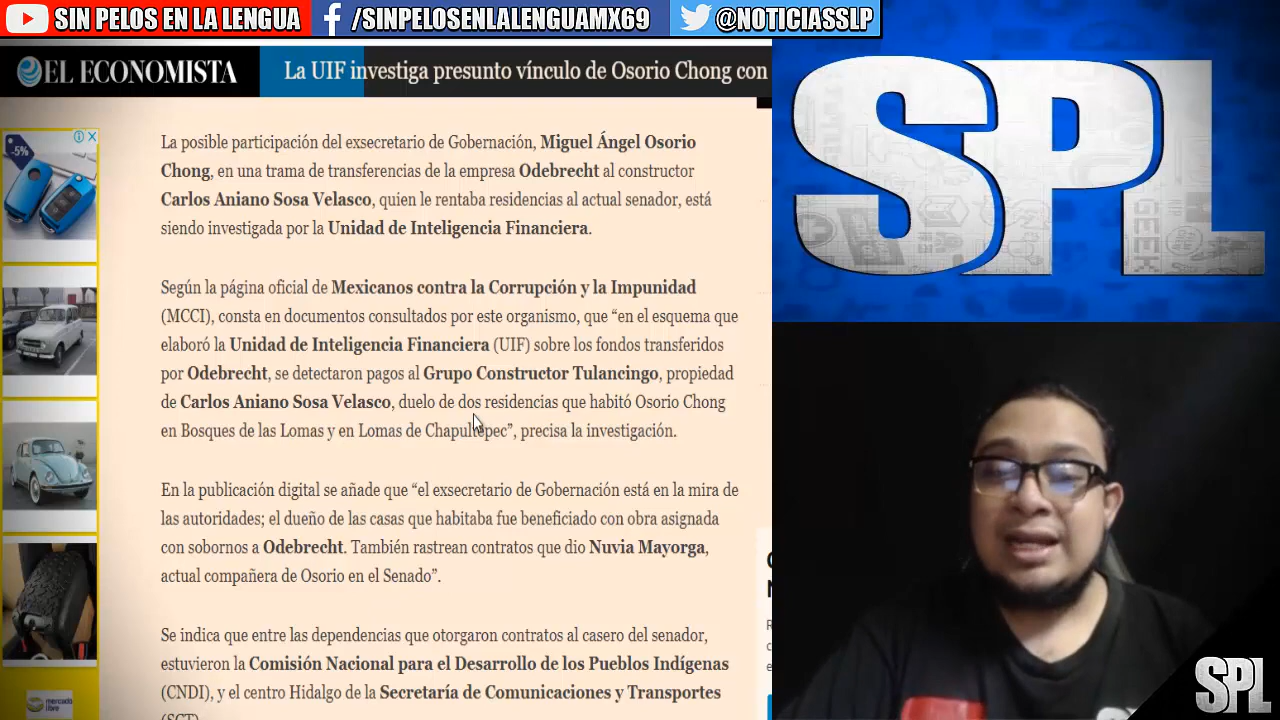 SIN PELOS EN LA LENGUA
/SINPELOSENLALENGUAMX69
@NOTICIASSLP
EL ECONOMISTA
La UIF investiga presunto vínculo de Osorio Chong con
SPL
-5%
La posible participación del exsecretario de Gobernación, Miguel Ángel Osorio
Chong, en una trama de transferencias de la empresa Odebrecht al constructor
Carlos Aniano Sosa Velasco, quien le rentaba residencias al actual senador, está
siendo investigada por la Unidad de Inteligencia Financiera.
Según la página oficial de Mexicanos contra la Corrupción y la Impunidad
(MCCI), consta en documentos consultados por este organismo, que “en el esquema que
elaboró la Unidad de Inteligencia Financiera (UIF) sobre los fondos transferidos
por Odebrecht, se detectaron pagos al Grupo Constructor Tulancingo, propiedad
de Carlos Aniano Sosa Velasco, duelo de dos residencias que habitó Osorio Chong
en Bosques de las Lomas y en Lomas de Chapultepec”, precisa la investigación.
En la publicación digital se añade que “el exsecretario de Gobernación está en la mira de
las autoridades; el dueño de las casas que habitaba fue beneficiado con obra asignada
con sobornos a Odebrecht. También rastrean contratos que dio Nuvia Mayorga,
actual compañera de Osorio en el Senado”.
Se indica que entre las dependencias que otorgaron contratos al casero del senador,
estuvieron la Comisión Nacional para el Desarrollo de los Pueblos Indígenas
(CNDI), y el centro Hidalgo de la Secretaría de Comunicaciones y Transportes
(SCT)
mercado
libre
SPL